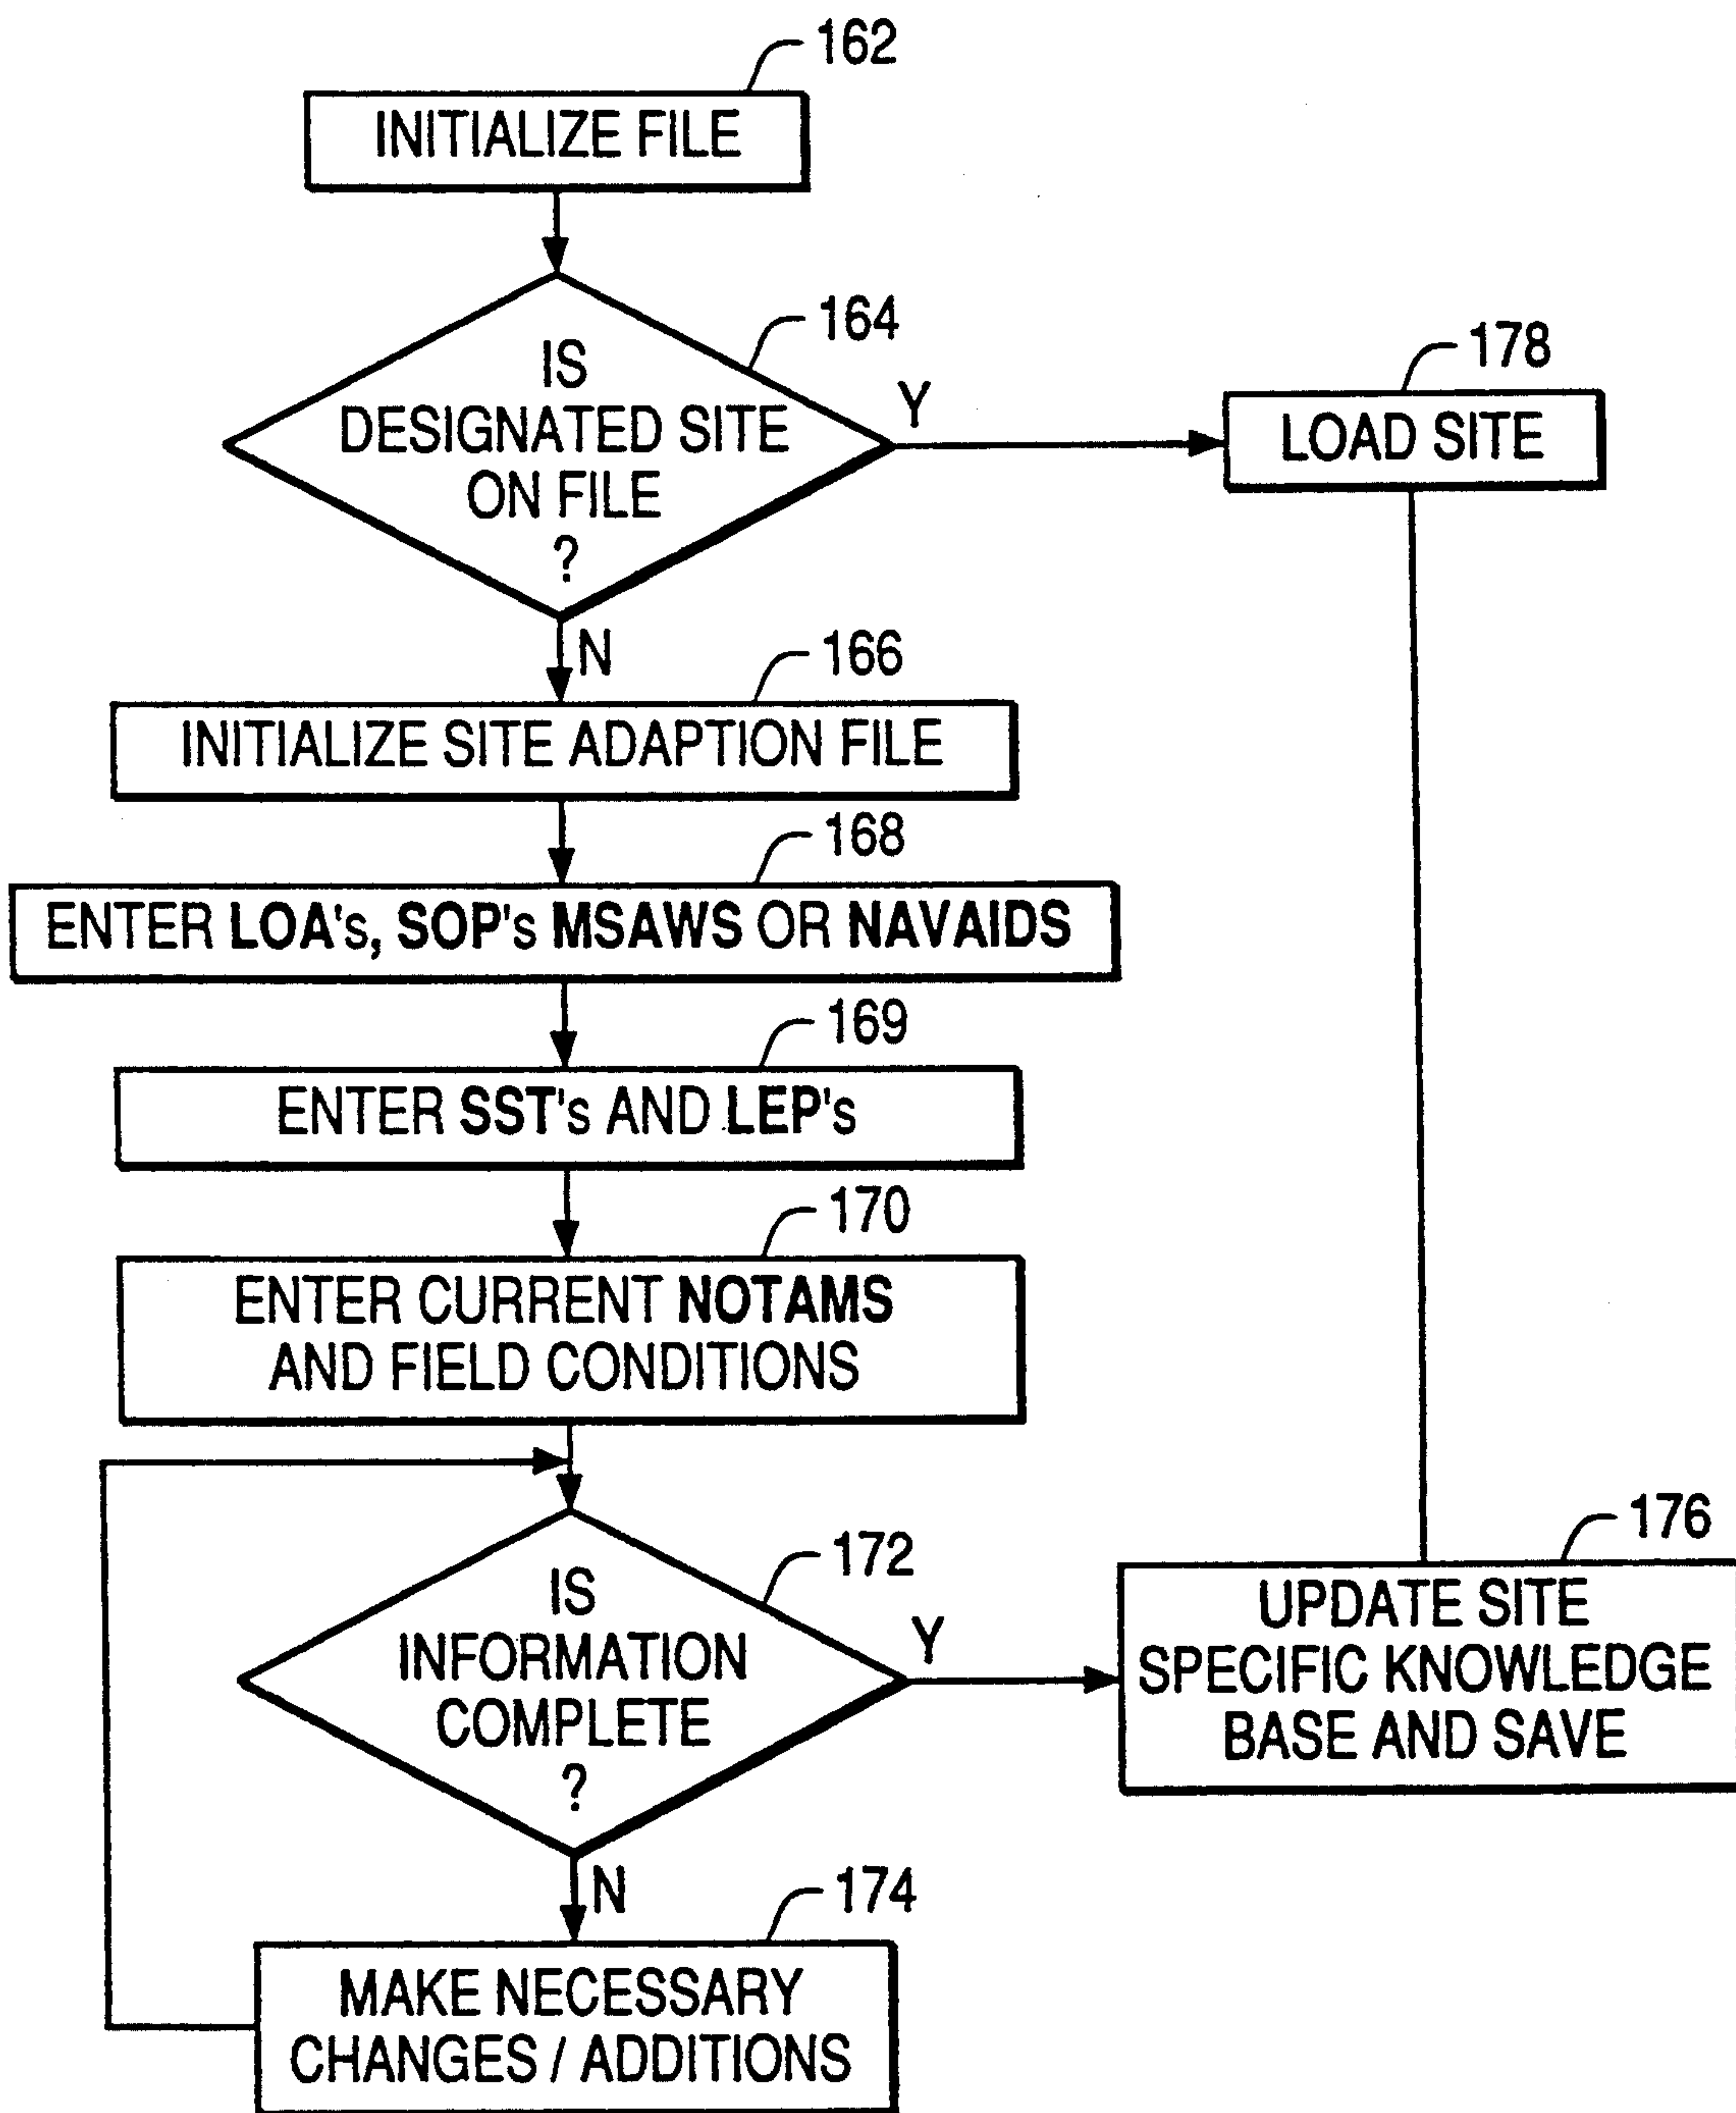 162
INITIALIZE FILE
164
IS
DESIGNATED SITE
ON FILE
?
Y
178
LOAD SITE
N
166
INITIALIZE SITE ADAPTION FILE
168
ENTER LOA's, SOP's MSAWS OR NAVAIDS
169
ENTER SST's AND LEP's
170
ENTER CURRENT NOTAMS
AND FIELD CONDITIONS
172
IS
INFORMATION
COMPLETE
?
Y
176
UPDATE SITE
SPECIFIC KNOWLEDGE
BASE AND SAVE
N
174
MAKE NECESSARY
CHANGES / ADDITIONS